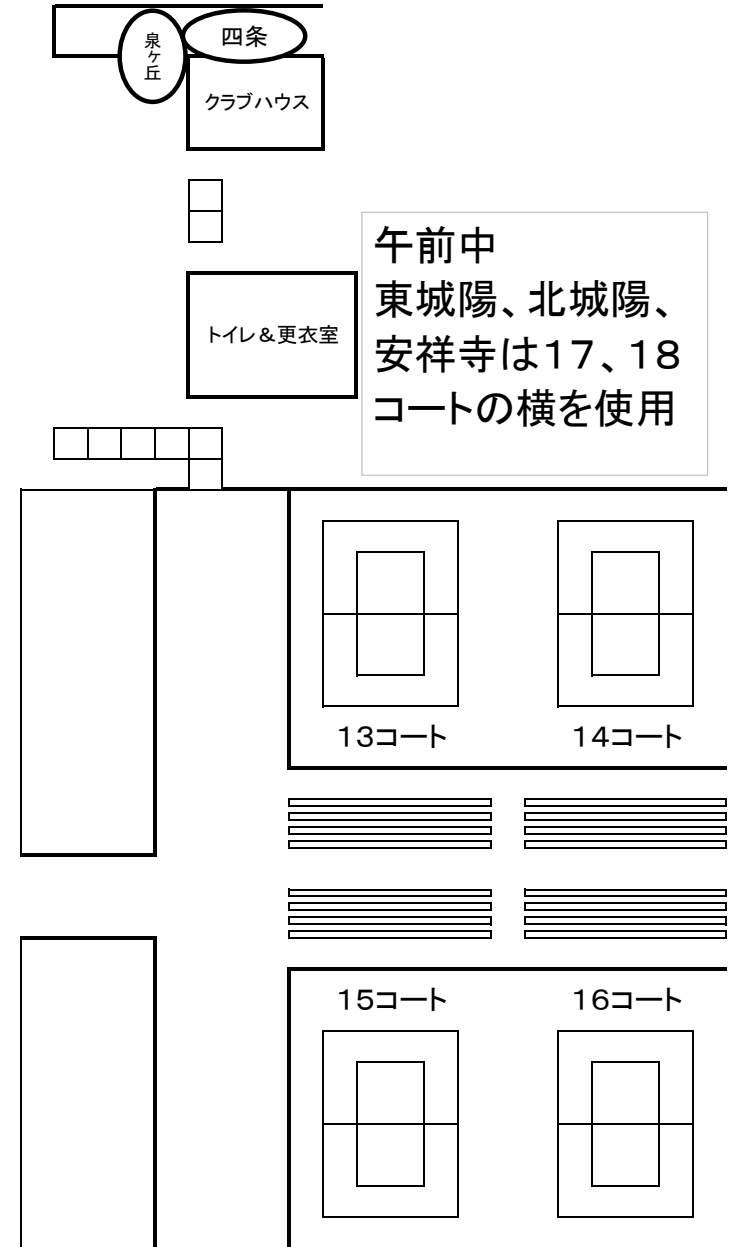 泉ヶ丘
四条
クラブハウス
午前中
東城陽、北城陽、
安祥寺は17、18
コートの横を使用
トイレ＆更衣室
13コート
14コート
15コート
16コート